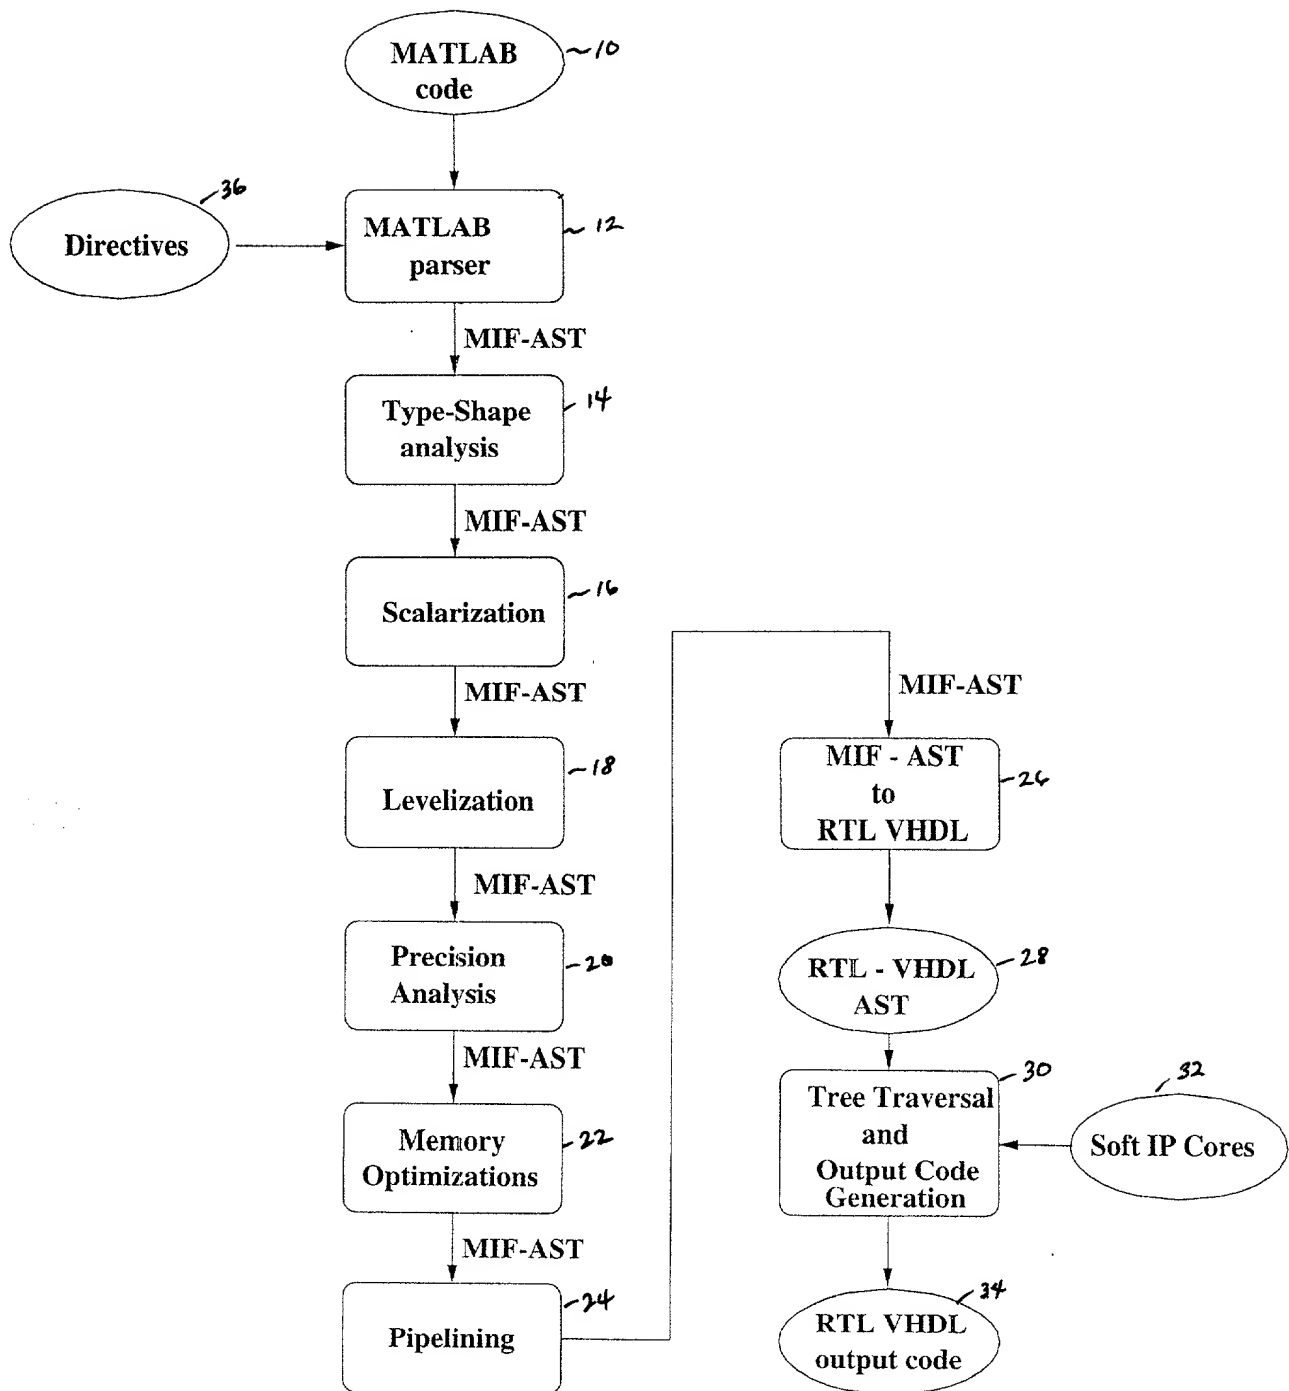 MATLAB
code
10
36
Directives
MATLAB
parser
12
MIF-AST
Type-Shape
analysis
14
MIF-AST
Scalarization
16
MIF-AST
Levelization
18
MIF-AST
Precision
Analysis
20
MIF-AST
Memory
Optimizations
22
MIF-AST
Pipelining
24
MIF-AST
MIF - AST
to
RTL VHDL
26
RTL - VHDL
AST
28
Tree Traversal
and
Output Code
Generation
30
32
Soft IP Cores
RTL VHDL
output code
34